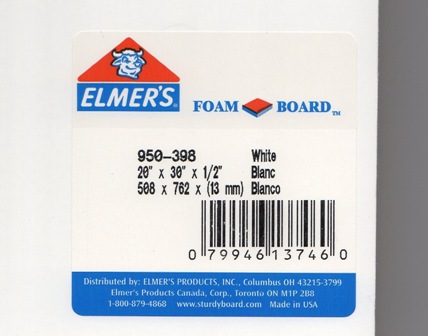 ELMER'S
FOAM BOARD™
950-398 White
20" x 30" x 1/2" Blanc
508 x 762 x (13 mm) Blanco
0 79946 13746 0
Distributed by: ELMER'S PRODUCTS, INC., Columbus OH 43215-3799
Elmer's Products Canada, Corp., Toronto ON M1P 2B8
1-800-879-4868 www.sturdyboard.com Made in USA